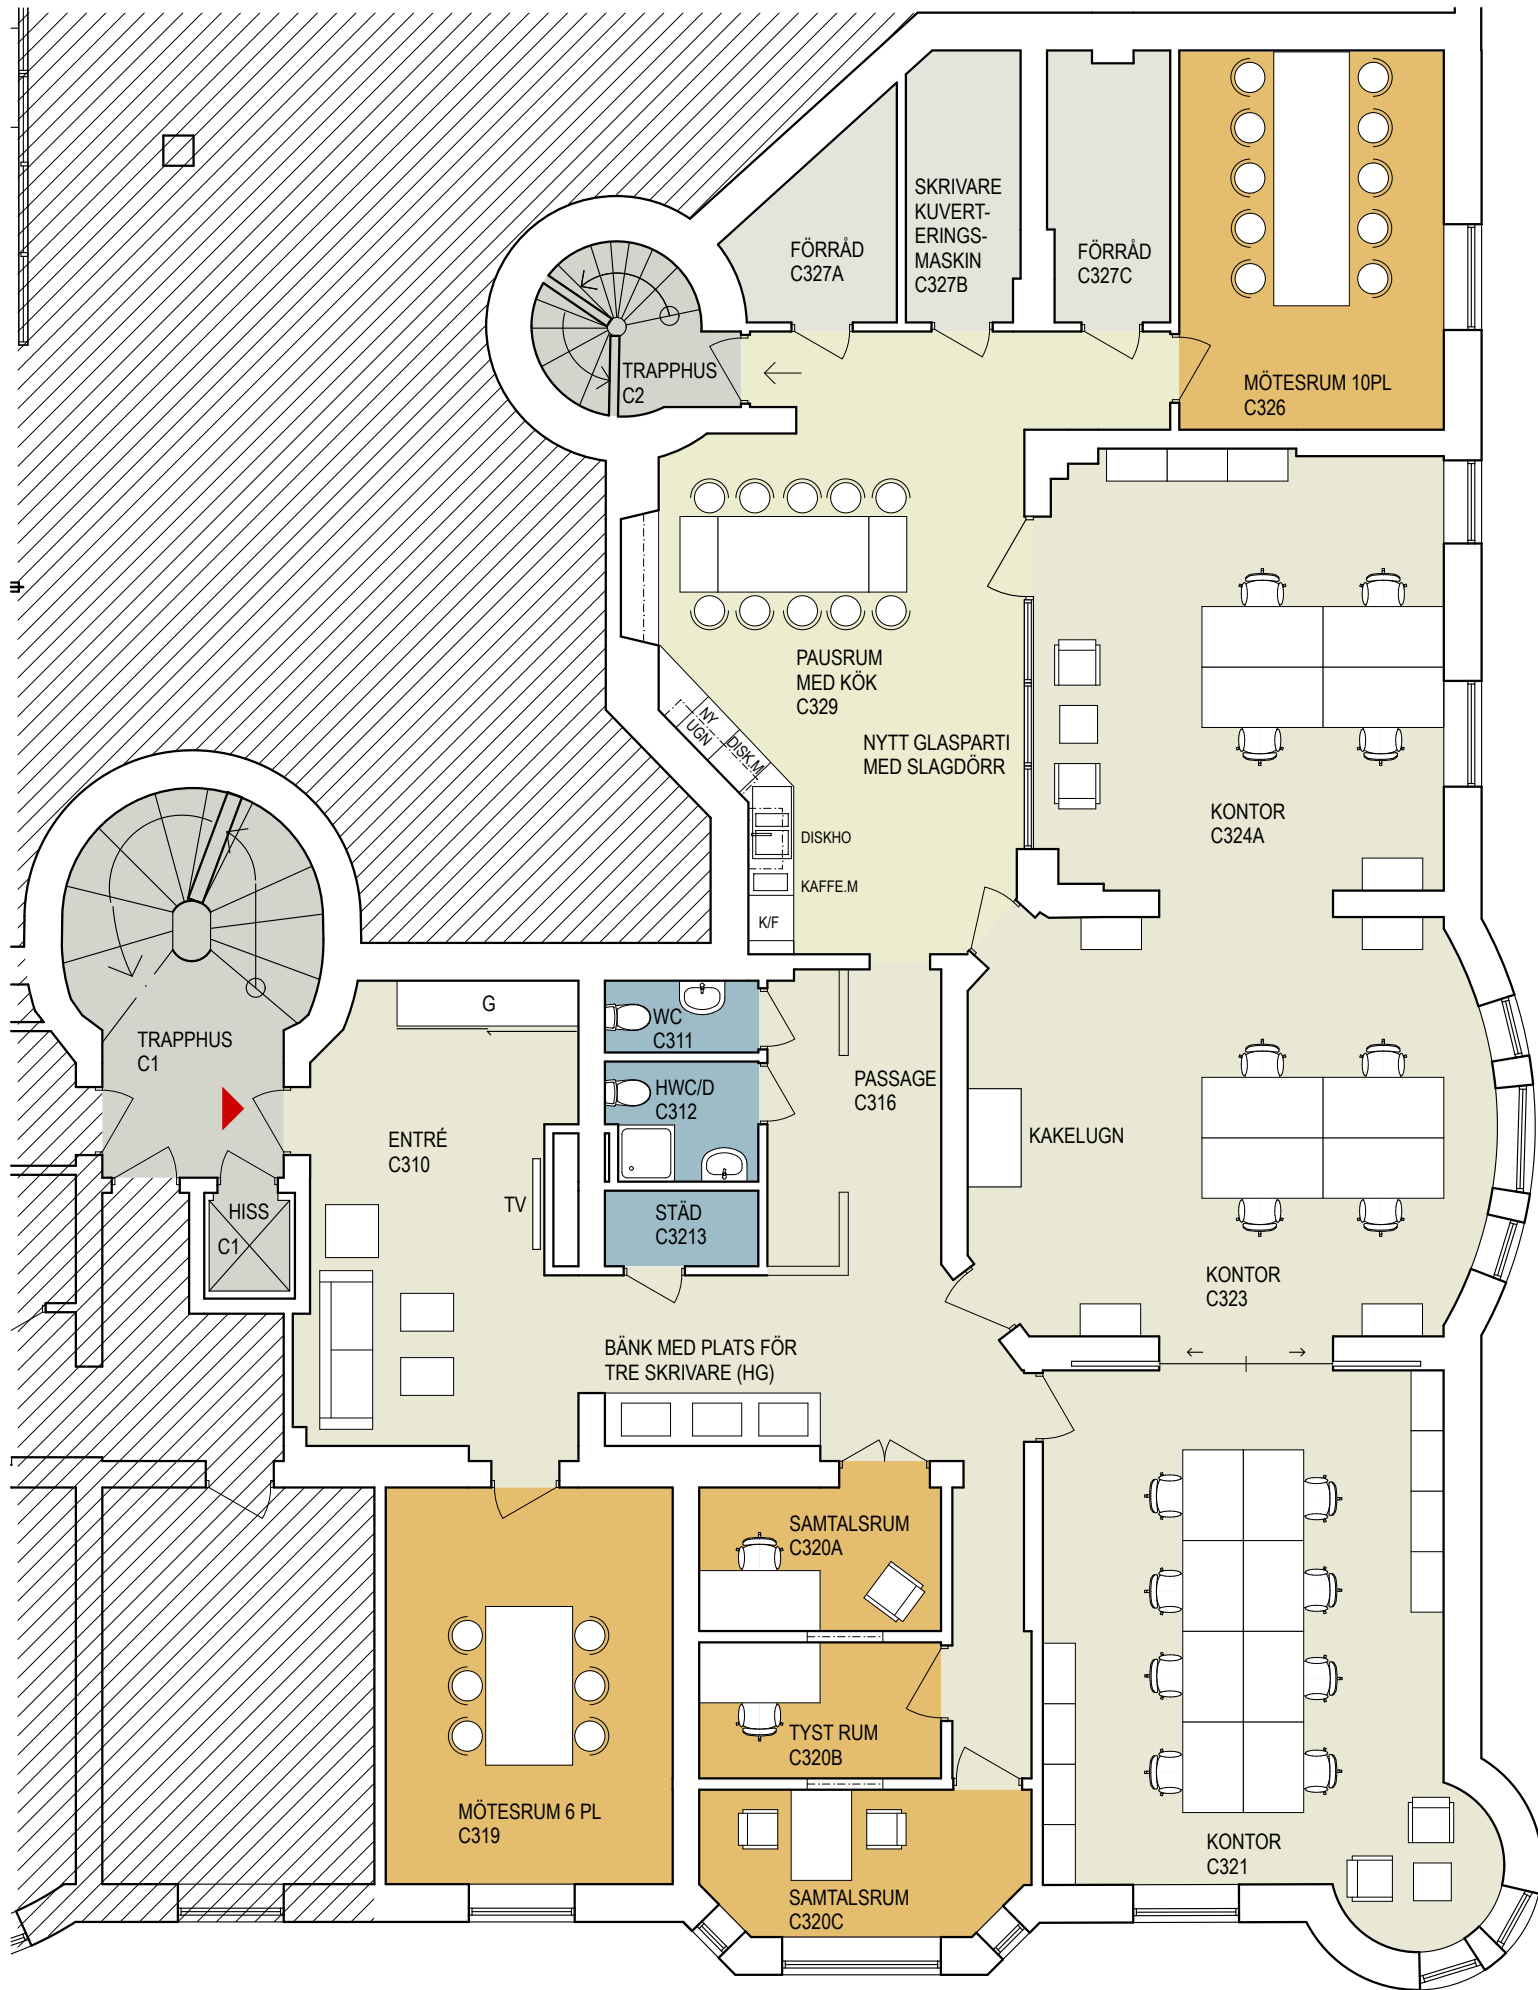 SKRIVARE
KUVERT-
ERINGS-
MASKIN
C327B
FÖRRÅD
C327A
FÖRRÅD
C327C
TRAPPHUS
C2
MÖTESRUM 10PL
C326
PAUSRUM
MED KÖK
C329
NY
UGN
DISK.M
NYTT GLASPARTI
MED SLAGDÖRR
DISKHO
KAFFE.M
K/F
KONTOR
C324A
G
WC
C311
TRAPPHUS
C1
HWC/D
C312
PASSAGE
C316
ENTRÉ
C310
KAKELUGN
TV
HISS
C1
STÄD
C3213
KONTOR
C323
BÄNK MED PLATS FÖR
TRE SKRIVARE (HG)
SAMTALSRUM
C320A
TYST RUM
C320B
MÖTESRUM 6 PL
C319
KONTOR
C321
SAMTALSRUM
C320C